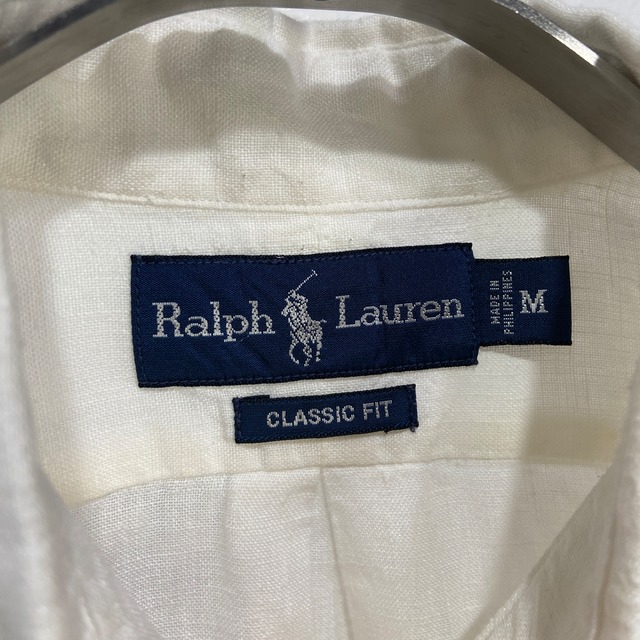 Ralph Lauren
MADE IN
PHILIPPINES
M
CLASSIC FIT